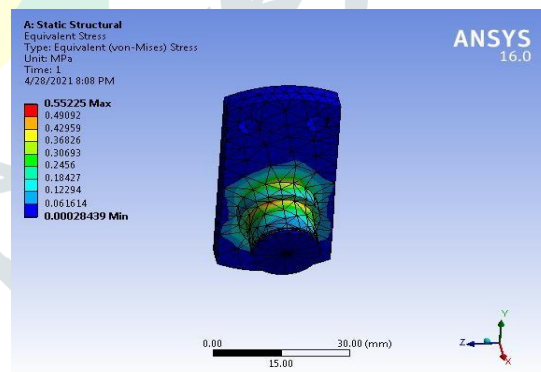 A: Static Structural
Equivalent Stress
Type: Equivalent (von-Mises) Stress
Unit: MPa
Time: 1
4/28/2021 8:08 PM
0.55225 Max
0.49092
0.42959
0.36826
0.30693
0.2456
0.18427
0.12294
0.061614
0.00028439 Min
ANSYS
16.0
0.00
30.00 (mm)
15.00
Y
Z
X